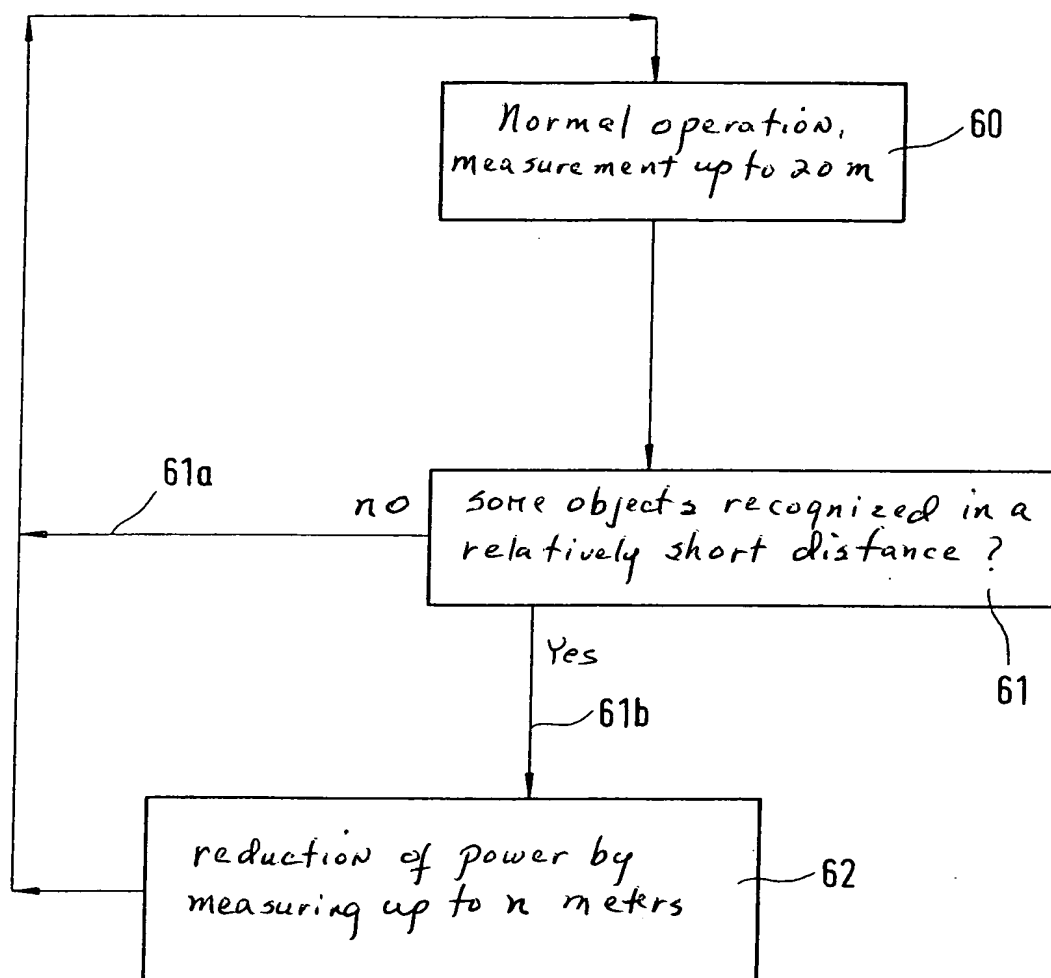 Normal operation,
measurement up to 20 m
60
61a
no
some objects recognized in a
relatively short distance ?
61
Yes
61b
reduction of power by
measuring up to n meters
62